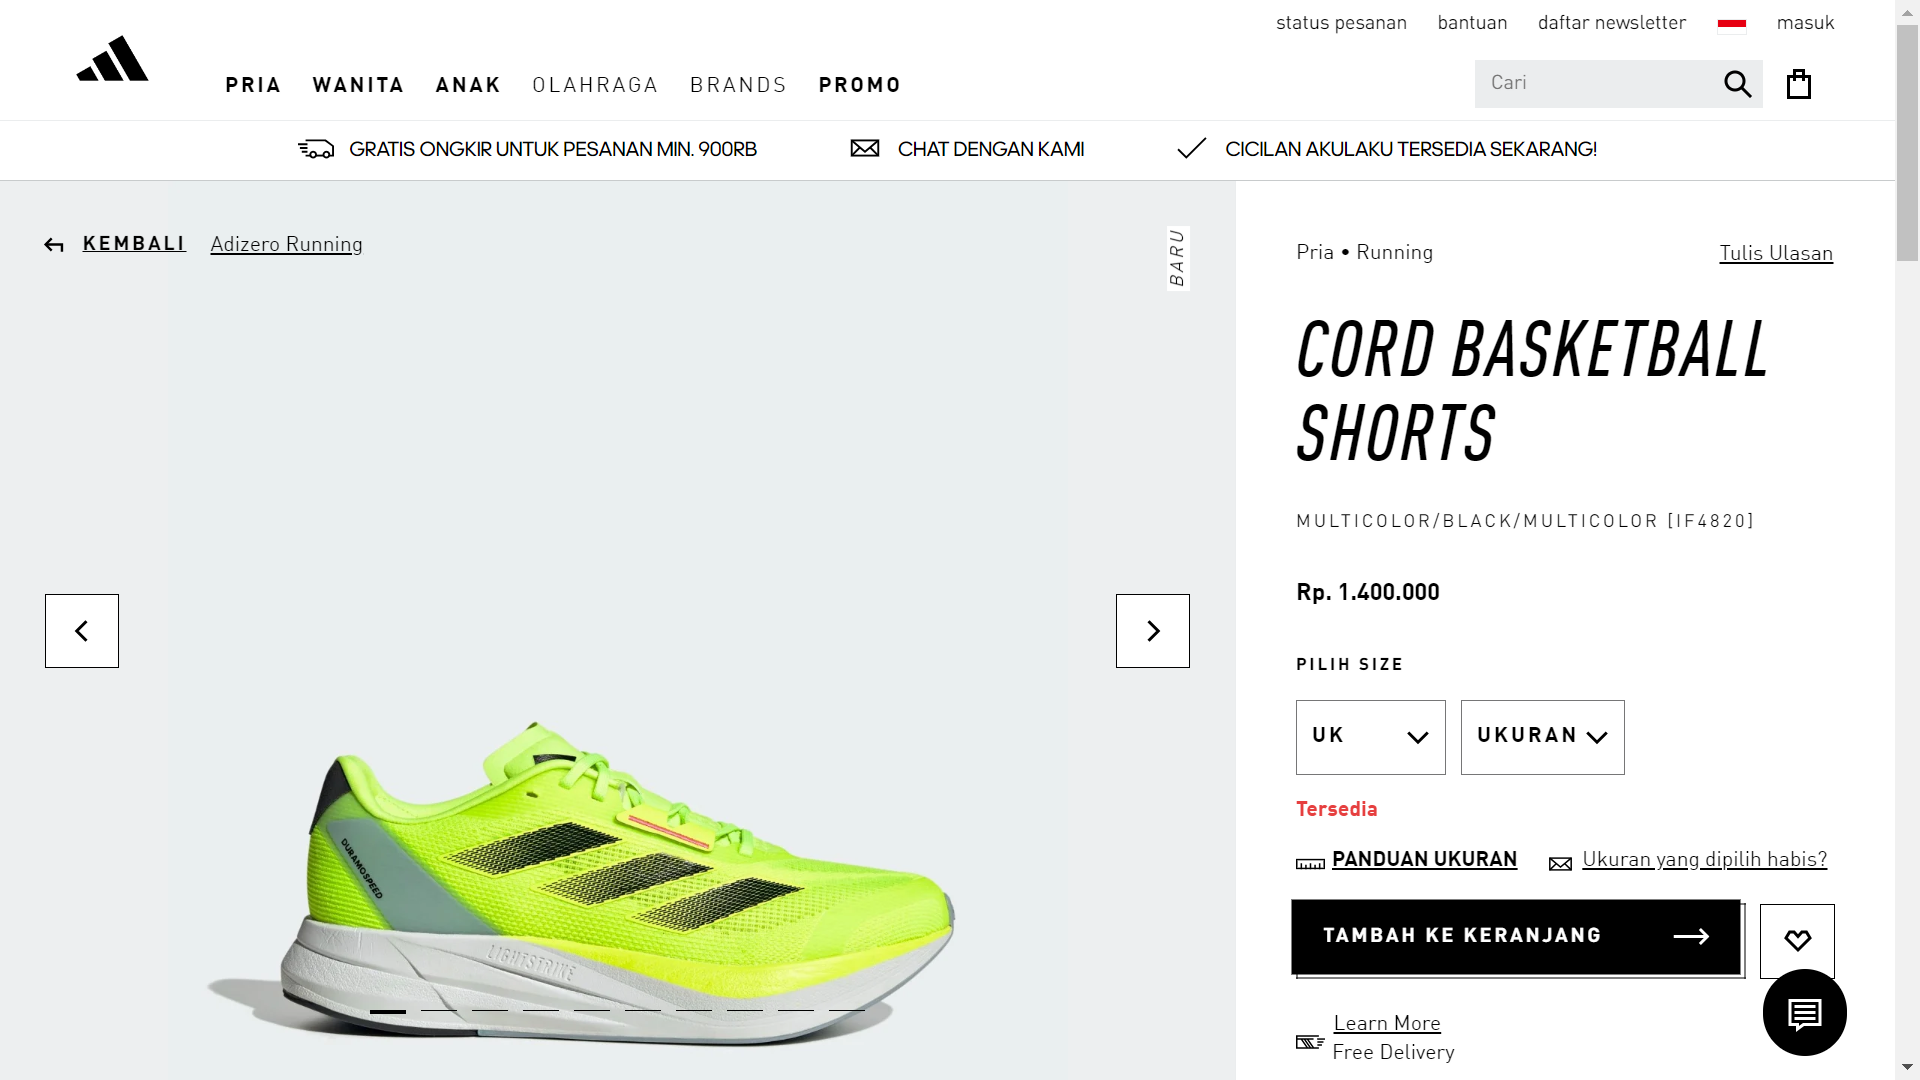 status pesanan bantuan daftar newsletter masuk
PRIA WANITA ANAK OLAHRAGA BRANDS PROMO Cari
GRATIS ONGKIR UNTUK PESANAN MIN. 900RB CHAT DENGAN KAMI CICILAN AKULAKU TERSEDIA SEKARANG!
KEMBALI Adizero Running
BARU
DURAMOSPEED
LIGHTSTRIKE
Pria • Running Tulis Ulasan
CORD BASKETBALL
SHORTS
MULTICOLOR/BLACK/MULTICOLOR [IF4820]
Rp. 1.400.000
PILIH SIZE
UK UKURAN
Tersedia
PANDUAN UKURAN Ukuran yang dipilih habis?
TAMBAH KE KERANJANG
Learn More
Free Delivery